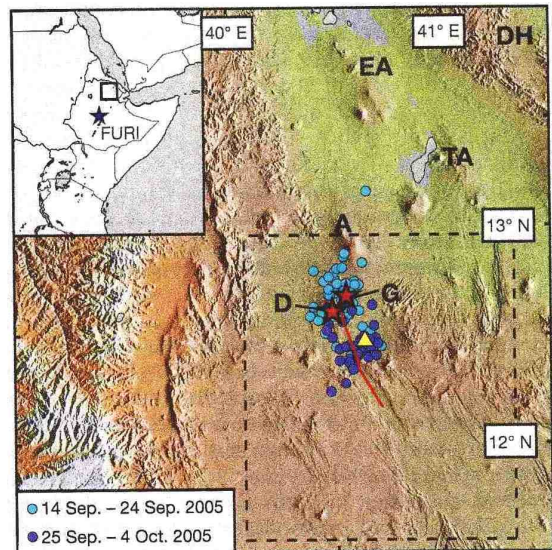 40° E
41° E
DH
EA
FURI
TA
13° N
A
D
G
12° N
14 Sep. – 24 Sep. 2005
25 Sep. – 4 Oct. 2005